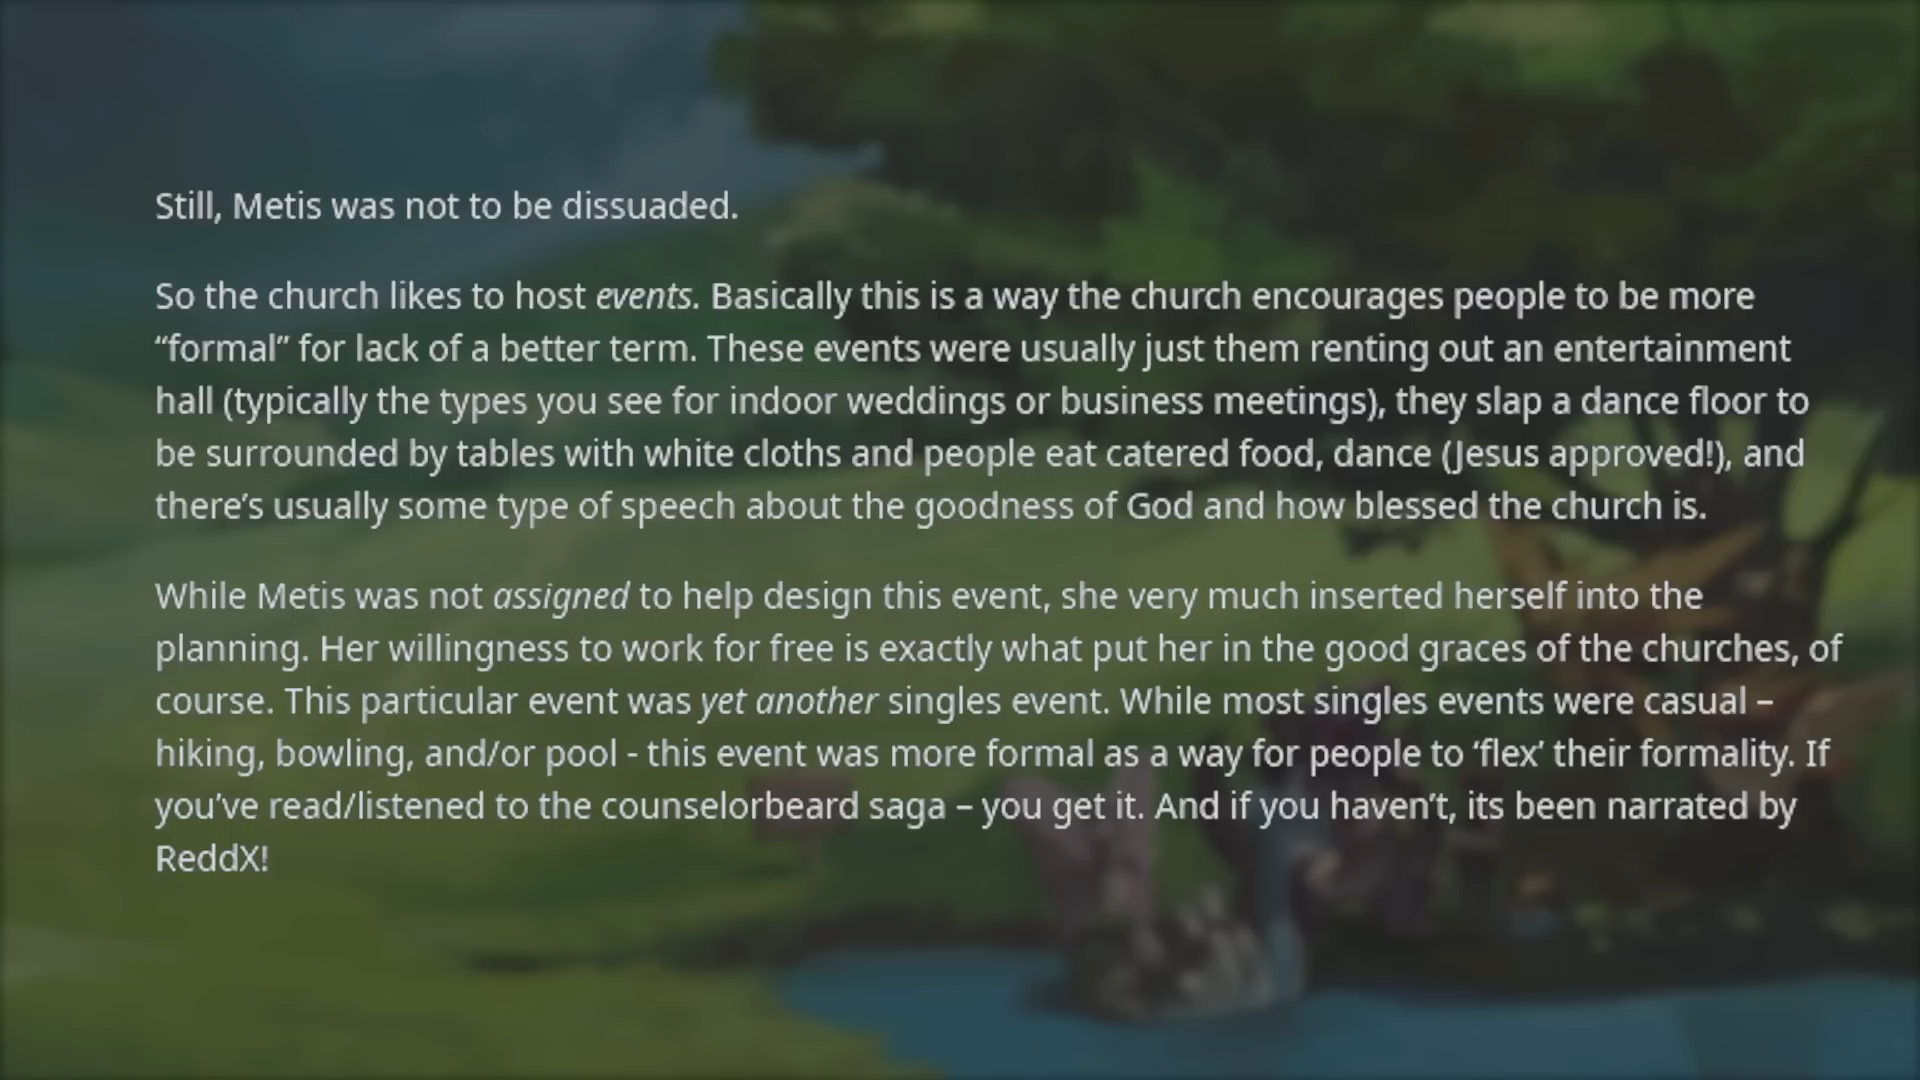 Still, Metis was not to be dissuaded.
So the church likes to host events. Basically this is a way the church encourages people to be more
“formal” for lack of a better term. These events were usually just them renting out an entertainment
hall (typically the types you see for indoor weddings or business meetings), they slap a dance floor to
be surrounded by tables with white cloths and people eat catered food, dance (Jesus approved!), and
there’s usually some type of speech about the goodness of God and how blessed the church is.
While Metis was not assigned to help design this event, she very much inserted herself into the
planning. Her willingness to work for free is exactly what put her in the good graces of the churches, of
course. This particular event was yet another singles event. While most singles events were casual –
hiking, bowling, and/or pool - this event was more formal as a way for people to ‘flex’ their formality. If
you’ve read/listened to the counselorbeard saga – you get it. And if you haven’t, its been narrated by
ReddX!